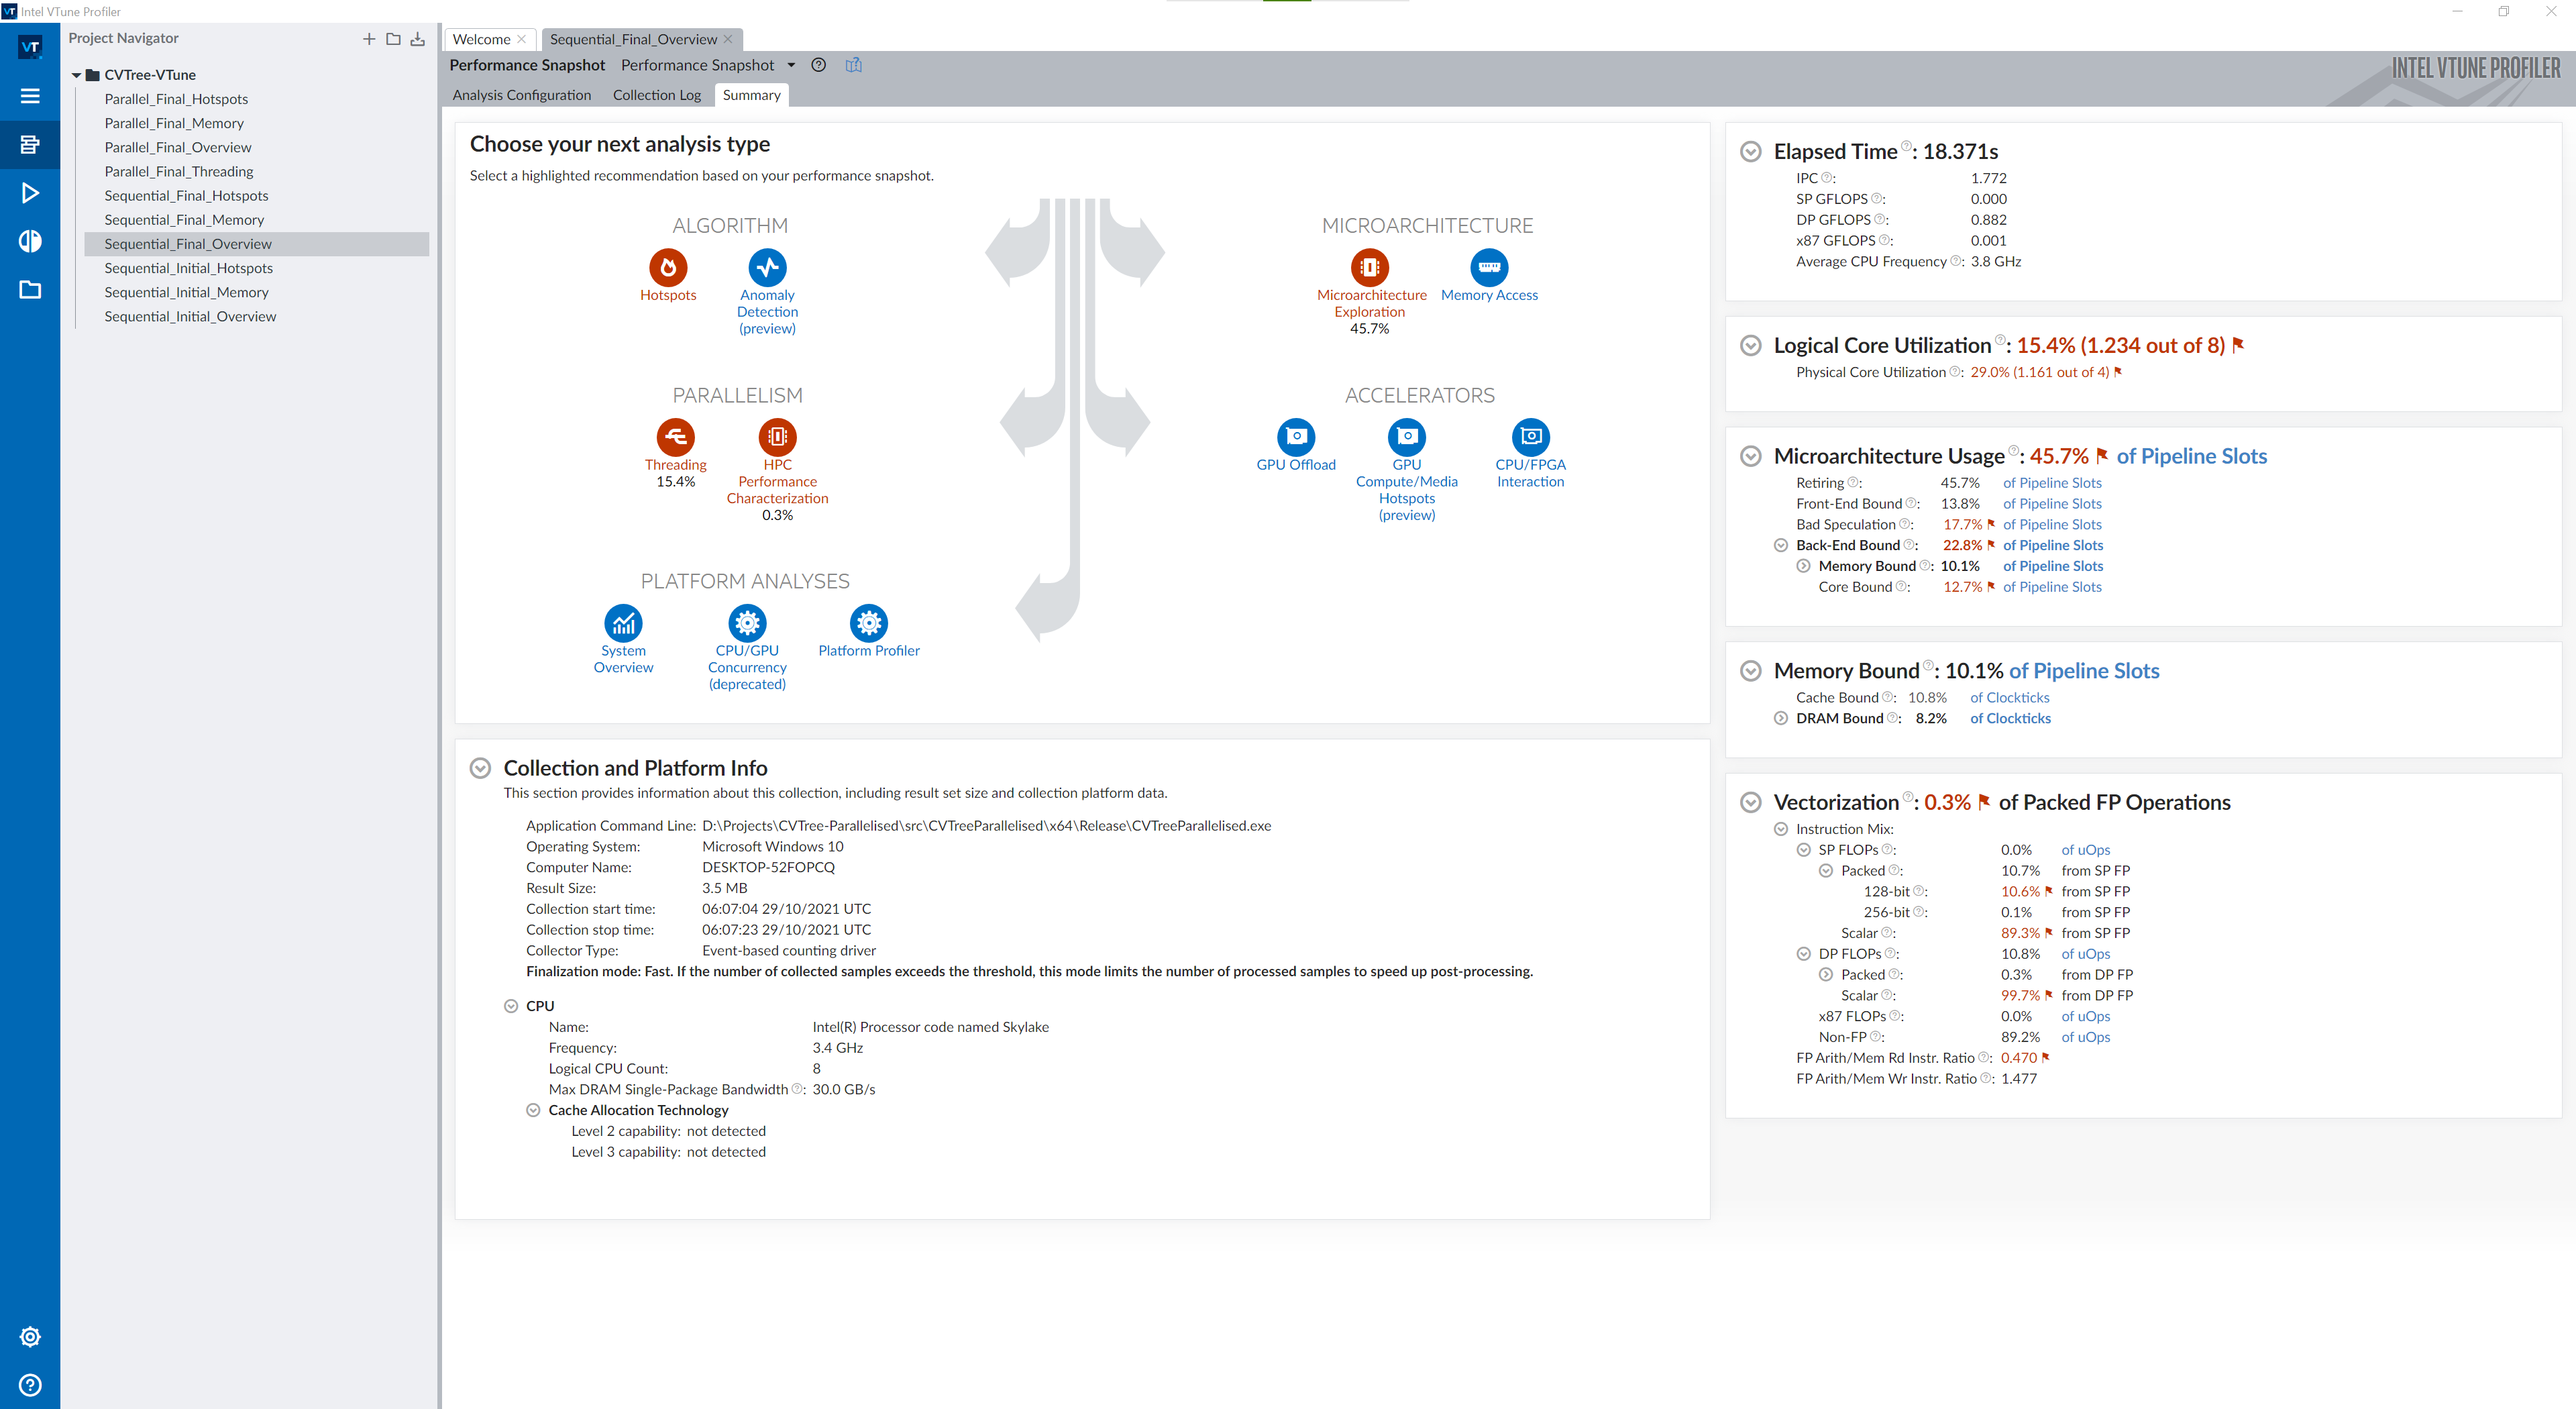 Intel VTune Profiler
Project Navigator
CVTree-VTune
Parallel_Final_Hotspots
Parallel_Final_Memory
Parallel_Final_Overview
Parallel_Final_Threading
Sequential_Final_Hotspots
Sequential_Final_Memory
Sequential_Final_Overview
Sequential_Initial_Hotspots
Sequential_Initial_Memory
Sequential_Initial_Overview
Welcome
Sequential_Final_Overview
Performance Snapshot Performance Snapshot
INTEL VTUNE PROFILER
Analysis Configuration Collection Log Summary
Choose your next analysis type
Select a highlighted recommendation based on your performance snapshot.
ALGORITHM
Hotspots
Anomaly
Detection
(preview)
MICROARCHITECTURE
Microarchitecture
Exploration
45.7%
Memory Access
PARALLELISM
Threading
15.4%
HPC
Performance
Characterization
0.3%
ACCELERATORS
GPU Offload
GPU
Compute/Media
Hotspots
(preview)
CPU/FPGA
Interaction
PLATFORM ANALYSES
System
Overview
CPU/GPU
Concurrency
(deprecated)
Platform Profiler
Collection and Platform Info
This section provides information about this collection, including result set size and collection platform data.
Application Command Line: D:\Projects\CVTree-Parallelised\src\CVTreeParallelised\x64\Release\CVTreeParallelised.exe
Operating System: Microsoft Windows 10
Computer Name: DESKTOP-52FOPCQ
Result Size: 3.5 MB
Collection start time: 06:07:04 29/10/2021 UTC
Collection stop time: 06:07:23 29/10/2021 UTC
Collector Type: Event-based counting driver
Finalization mode: Fast. If the number of collected samples exceeds the threshold, this mode limits the number of processed samples to speed up post-processing.
CPU
Name: Intel(R) Processor code named Skylake
Frequency: 3.4 GHz
Logical CPU Count: 8
Max DRAM Single-Package Bandwidth: 30.0 GB/s
Cache Allocation Technology
Level 2 capability: not detected
Level 3 capability: not detected
Elapsed Time: 18.371s
IPC: 1.772
SP GFLOPS: 0.000
DP GFLOPS: 0.882
x87 GFLOPS: 0.001
Average CPU Frequency: 3.8 GHz
Logical Core Utilization: 15.4% (1.234 out of 8)
Physical Core Utilization: 29.0% (1.161 out of 4)
Microarchitecture Usage: 45.7% of Pipeline Slots
Retiring: 45.7% of Pipeline Slots
Front-End Bound: 13.8% of Pipeline Slots
Bad Speculation: 17.7% of Pipeline Slots
Back-End Bound: 22.8% of Pipeline Slots
Memory Bound: 10.1% of Pipeline Slots
Core Bound: 12.7% of Pipeline Slots
Memory Bound: 10.1% of Pipeline Slots
Cache Bound: 10.8% of Clockticks
DRAM Bound: 8.2% of Clockticks
Vectorization: 0.3% of Packed FP Operations
Instruction Mix:
SP FLOPs: 0.0% of uOps
Packed: 10.7% from SP FP
128-bit: 10.6% from SP FP
256-bit: 0.1% from SP FP
Scalar: 89.3% from SP FP
DP FLOPs: 10.8% of uOps
Packed: 0.3% from DP FP
Scalar: 99.7% from DP FP
x87 FLOPs: 0.0% of uOps
Non-FP: 89.2% of uOps
FP Arith/Mem Rd Instr. Ratio: 0.470
FP Arith/Mem Wr Instr. Ratio: 1.477